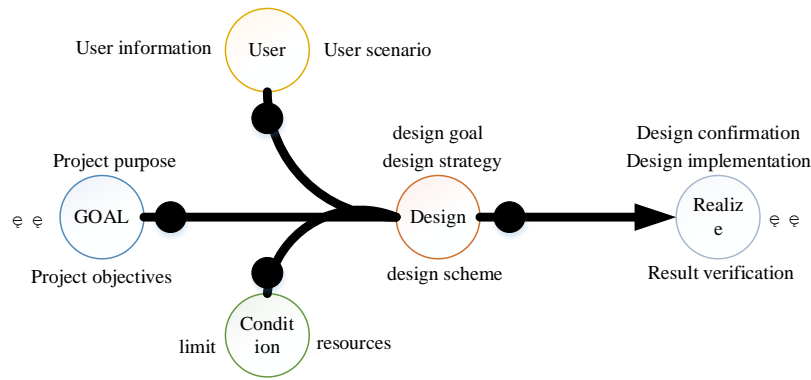 User information
User
User scenario
design goal
design strategy
Design confirmation
Design implementation
Project purpose
GOAL
Design
Realiz
e
Project objectives
design scheme
Result verification
limit
Condit
ion
resources